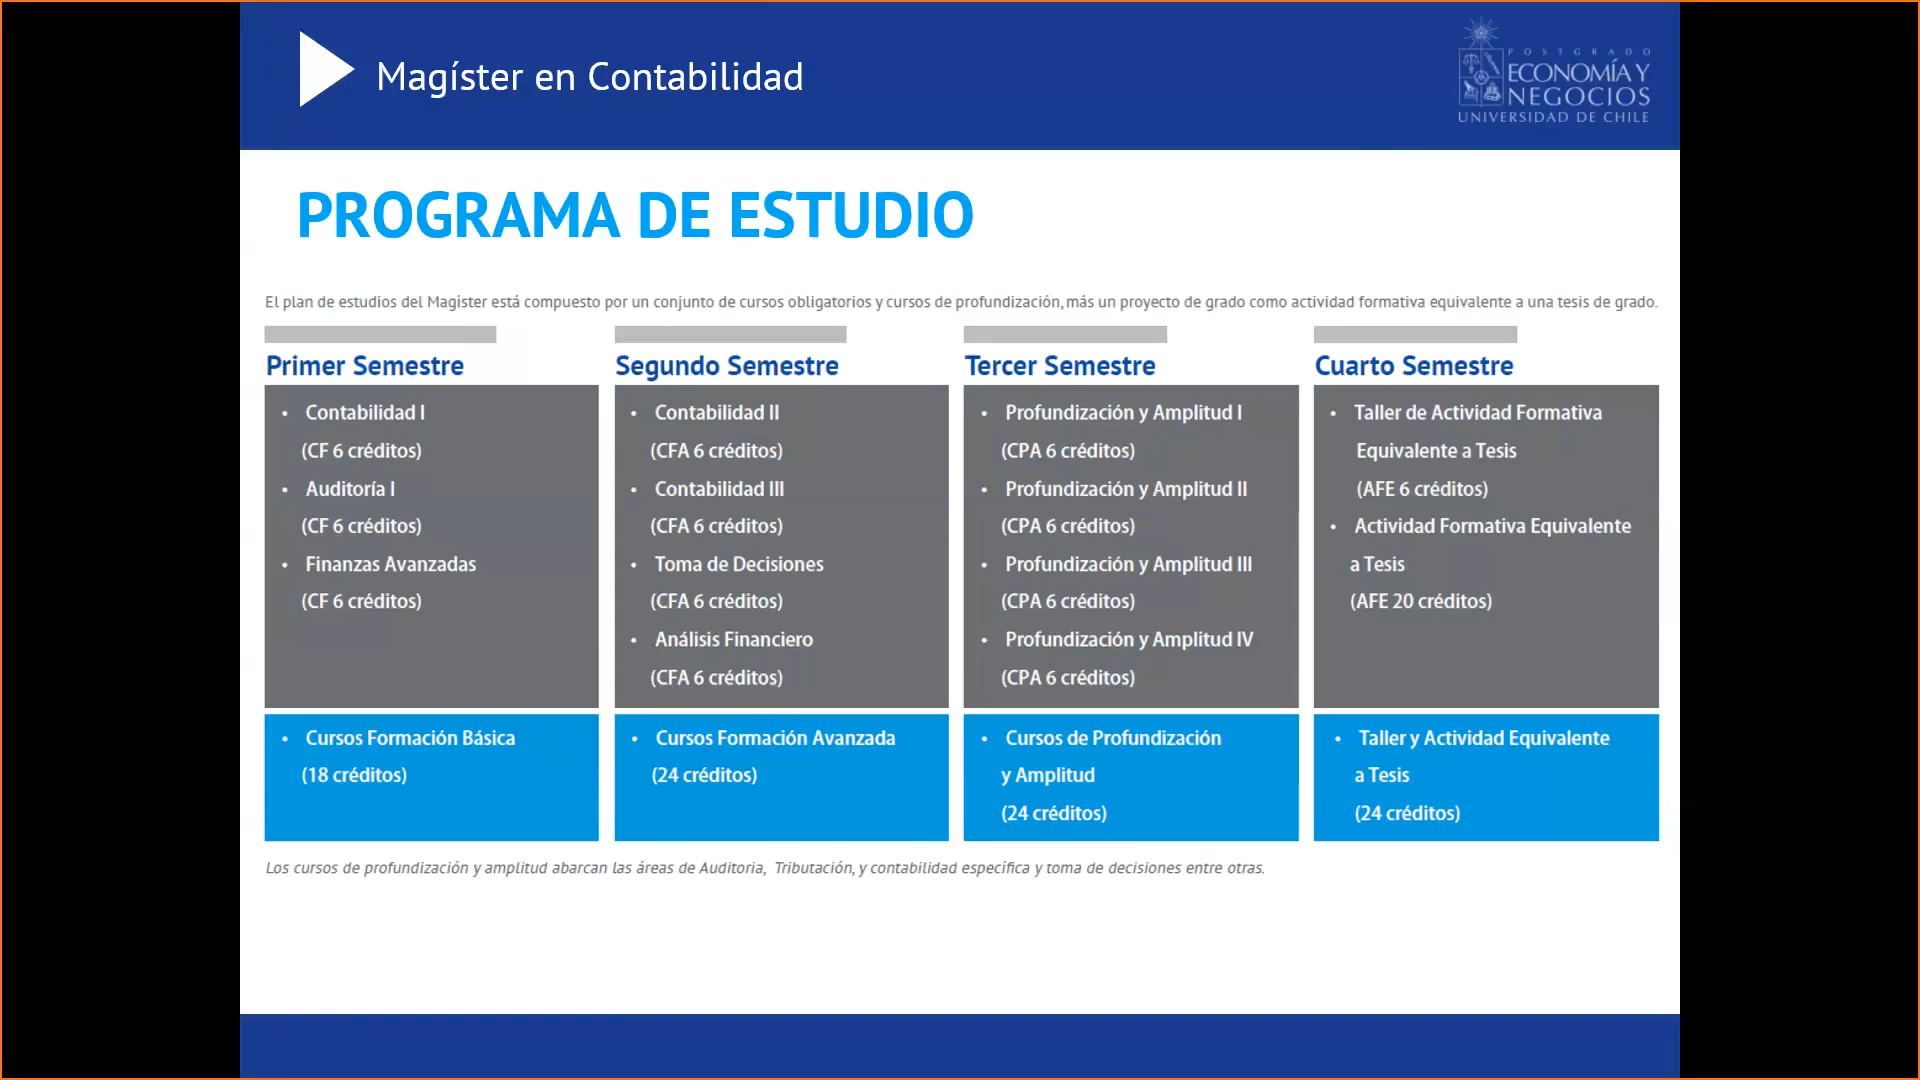 Magíster en Contabilidad
POSTGRADO
ECONOMÍA Y
NEGOCIOS
UNIVERSIDAD DE CHILE
PROGRAMA DE ESTUDIO
El plan de estudios del Magíster está compuesto por un conjunto de cursos obligatorios y cursos de profundización, más un proyecto de grado como actividad formativa equivalente a una tesis de grado.
Primer Semestre
• Contabilidad I
(CF 6 créditos)
• Auditoría I
(CF 6 créditos)
• Finanzas Avanzadas
(CF 6 créditos)
• Cursos Formación Básica
(18 créditos)
Segundo Semestre
• Contabilidad II
(CFA 6 créditos)
• Contabilidad III
(CFA 6 créditos)
• Toma de Decisiones
(CFA 6 créditos)
• Análisis Financiero
(CFA 6 créditos)
• Cursos Formación Avanzada
(24 créditos)
Tercer Semestre
• Profundización y Amplitud I
(CPA 6 créditos)
• Profundización y Amplitud II
(CPA 6 créditos)
• Profundización y Amplitud III
(CPA 6 créditos)
• Profundización y Amplitud IV
(CPA 6 créditos)
• Cursos de Profundización
y Amplitud
(24 créditos)
Cuarto Semestre
• Taller de Actividad Formativa
Equivalente a Tesis
(AFE 6 créditos)
• Actividad Formativa Equivalente
a Tesis
(AFE 20 créditos)
• Taller y Actividad Equivalente
a Tesis
(24 créditos)
Los cursos de profundización y amplitud abarcan las áreas de Auditoria, Tributación, y contabilidad específica y toma de decisiones entre otras.